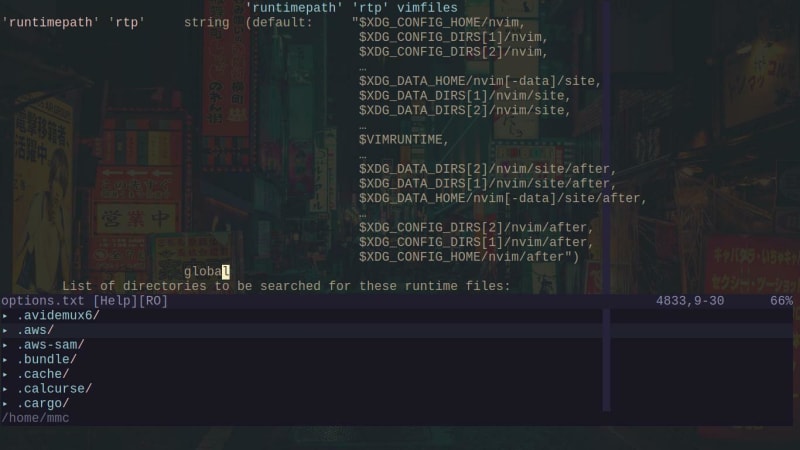 'runtimepath' 'rtp' vimfiles
'runtimepath' 'rtp' string (default: "$XDG_CONFIG_HOME/nvim,
$XDG_CONFIG_DIRS[1]/nvim,
$XDG_CONFIG_DIRS[2]/nvim,
…
$XDG_DATA_HOME/nvim[-data]/site,
$XDG_DATA_DIRS[1]/nvim/site,
$XDG_DATA_DIRS[2]/nvim/site,
…
$VIMRUNTIME,
…
$XDG_DATA_DIRS[2]/nvim/site/after,
$XDG_DATA_DIRS[1]/nvim/site/after,
$XDG_DATA_HOME/nvim[-data]/site/after,
…
$XDG_CONFIG_DIRS[2]/nvim/after,
$XDG_CONFIG_DIRS[1]/nvim/after,
$XDG_CONFIG_HOME/nvim/after")
global
List of directories to be searched for these runtime files:
options.txt [Help][RO] 4833,9-30 66%
▸ .avidemux6/
▸ .aws/
▸ .aws-sam/
▸ .bundle/
▸ .cache/
▸ .calcurse/
▸ .cargo/
/home/mmc
営業中